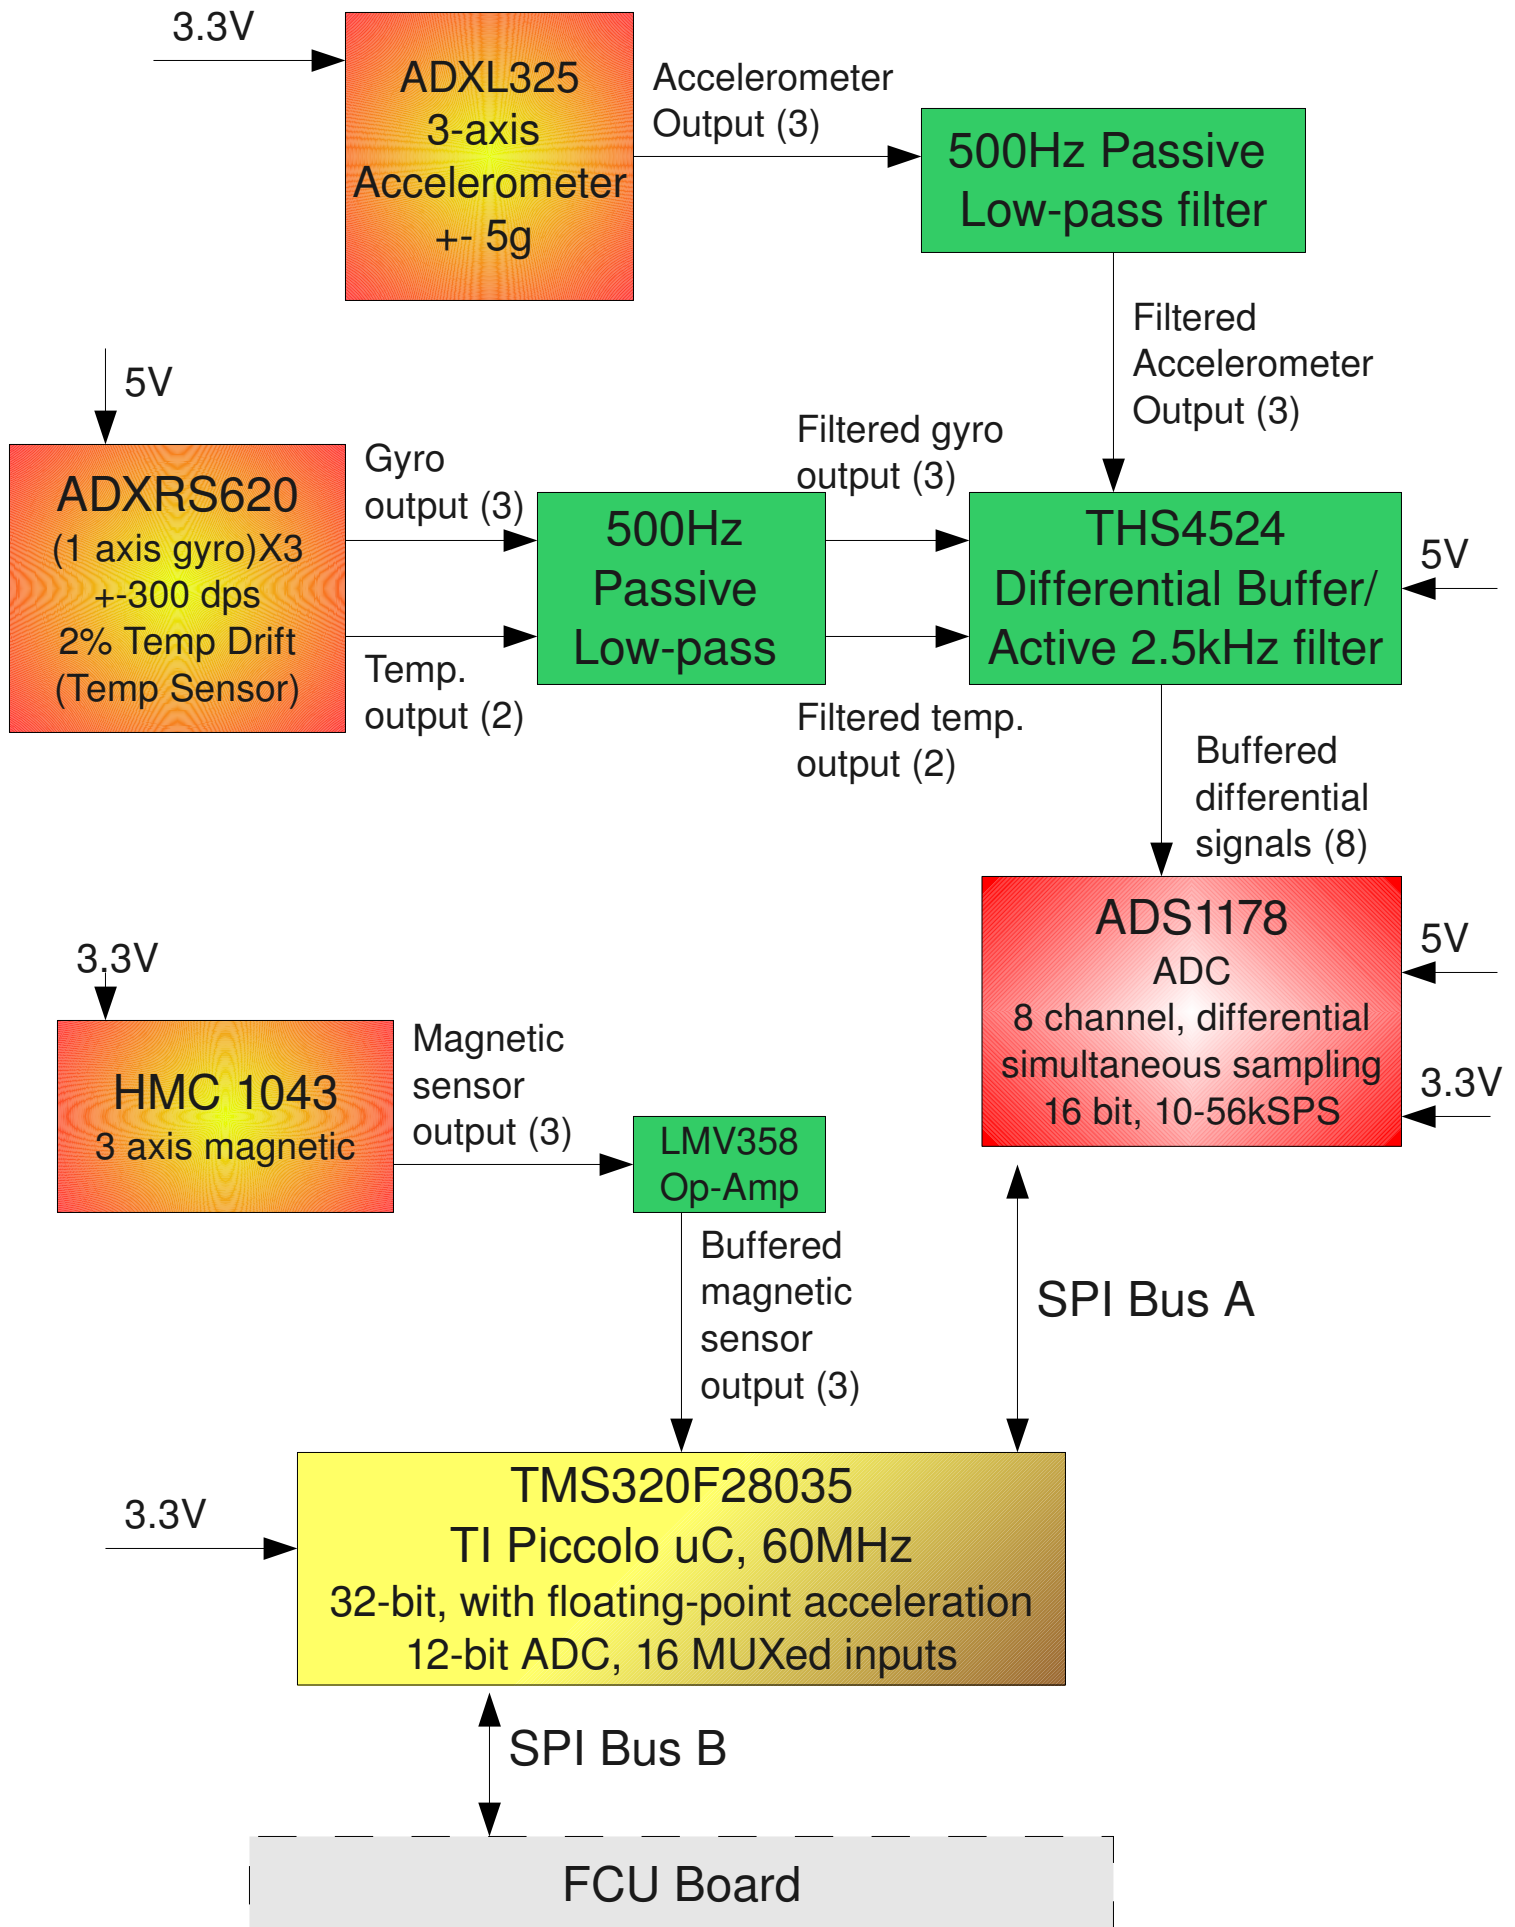 3.3V
ADXL325
3-axis
Accelerometer
+- 5g
Accelerometer
Output (3)
500Hz Passive
Low-pass filter
Filtered
Accelerometer
Output (3)
5V
ADXRS620
(1 axis gyro)X3
+-300 dps
2% Temp Drift
(Temp Sensor)
Gyro
output (3)
Temp.
output (2)
500Hz
Passive
Low-pass
Filtered gyro
output (3)
Filtered temp.
output (2)
THS4524
Differential Buffer/
Active 2.5kHz filter
5V
Buffered
differential
signals (8)
ADS1178
ADC
8 channel, differential
simultaneous sampling
16 bit, 10-56kSPS
5V
3.3V
3.3V
HMC 1043
3 axis magnetic
Magnetic
sensor
output (3)
LMV358
Op-Amp
Buffered
magnetic
sensor
output (3)
SPI Bus A
3.3V
TMS320F28035
TI Piccolo uC, 60MHz
32-bit, with floating-point acceleration
12-bit ADC, 16 MUXed inputs
SPI Bus B
FCU Board